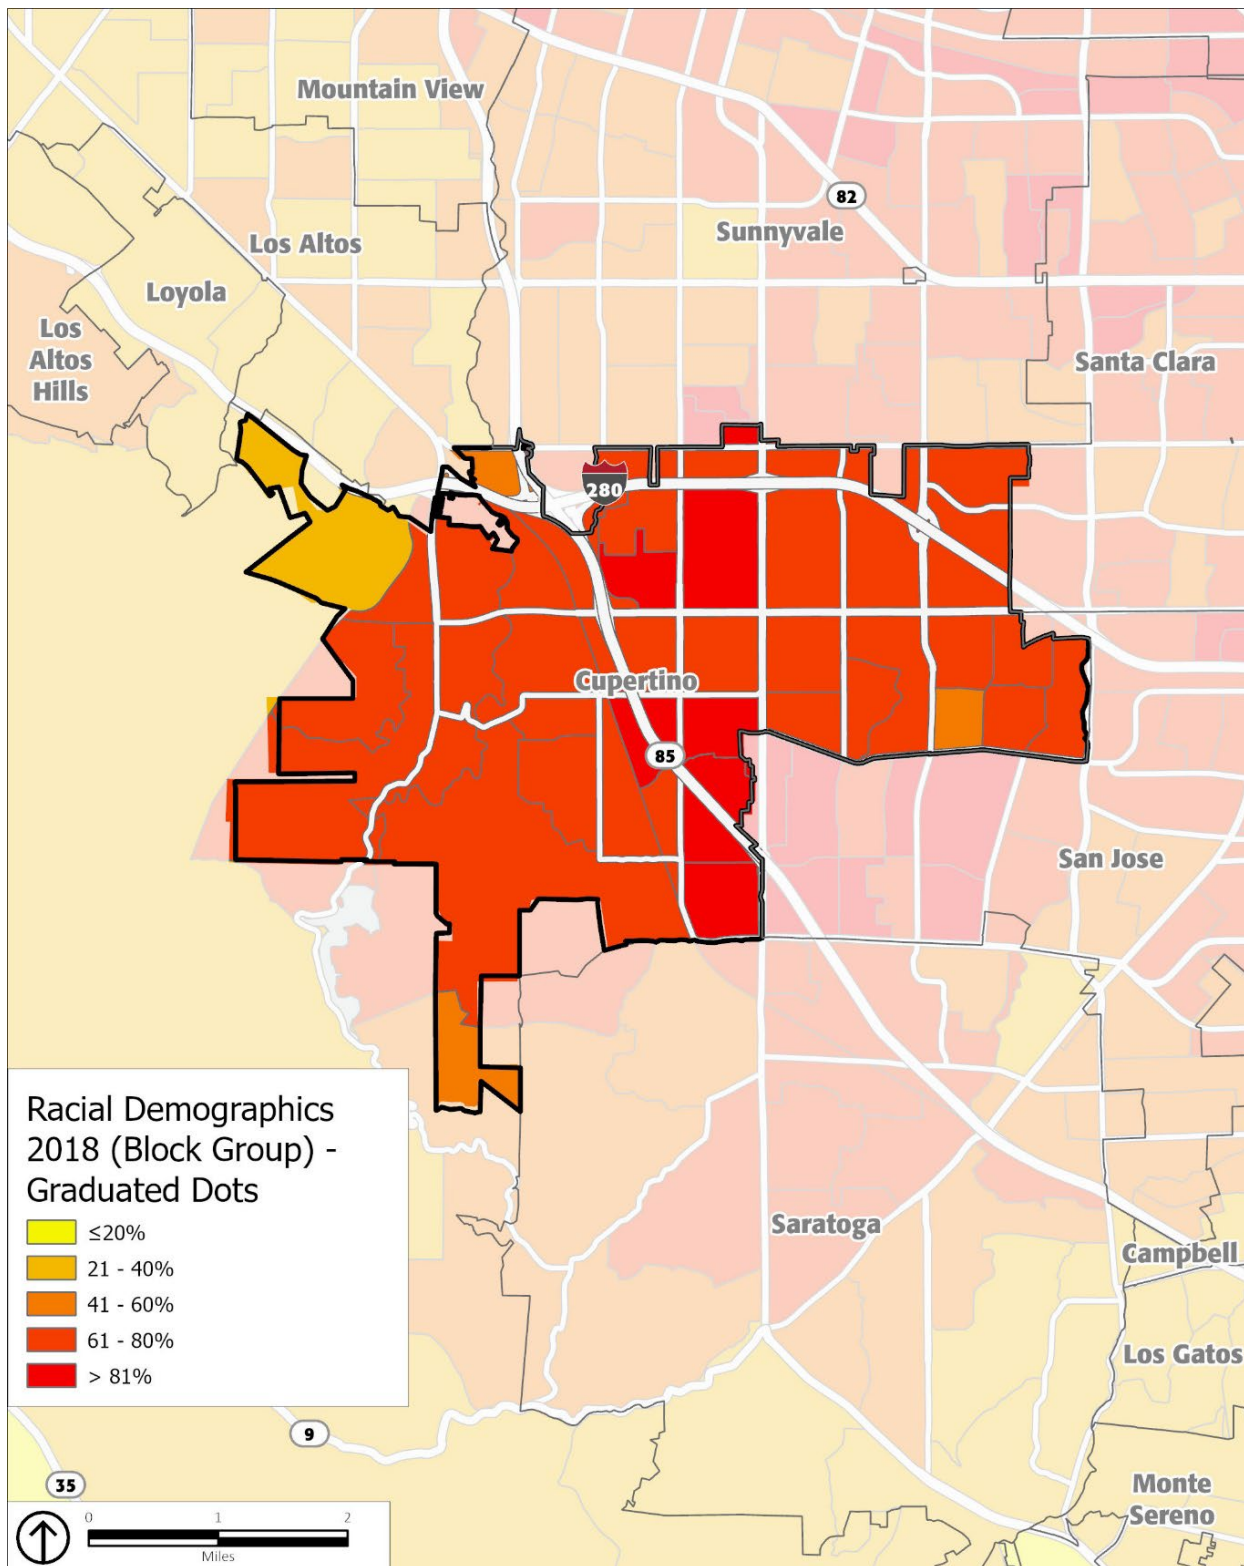 Mountain View
82
Sunnyvale
Los Altos
Loyola
Los
Altos
Hills
Santa Clara
280
Cupertino
85
San Jose
Racial Demographics
2018 (Block Group) -
Graduated Dots
≤20%
21 - 40%
41 - 60%
61 - 80%
> 81%
Saratoga
Campbell
Los Gatos
9
35
Monte
Sereno
0 1 2
Miles